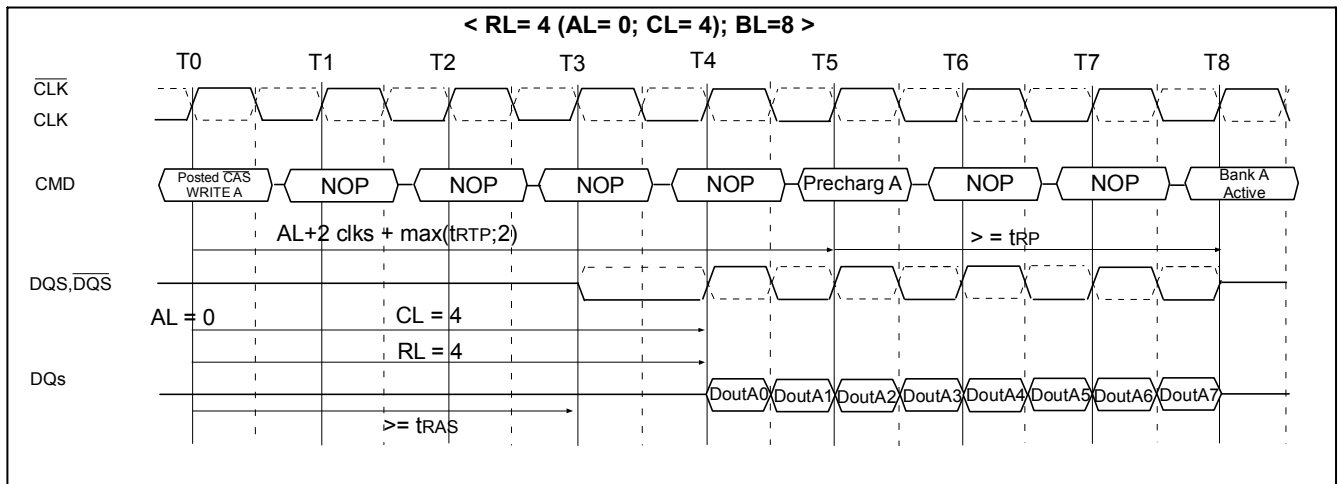 < RL= 4 (AL= 0; CL= 4); BL=8 >
T0 T1 T2 T3 T4 T5 T6 T7 T8
CLK
CLK
CMD
Posted CAS
WRITE A
NOP NOP NOP NOP Precharg A NOP NOP
Bank A
Active
AL+2 clks + max(tRTP;2)
> = tRP
DQS,DQS
AL = 0
CL = 4
RL = 4
DQs
DoutA0 DoutA1 DoutA2 DoutA3 DoutA4 DoutA5 DoutA6 DoutA7
>= tRAS